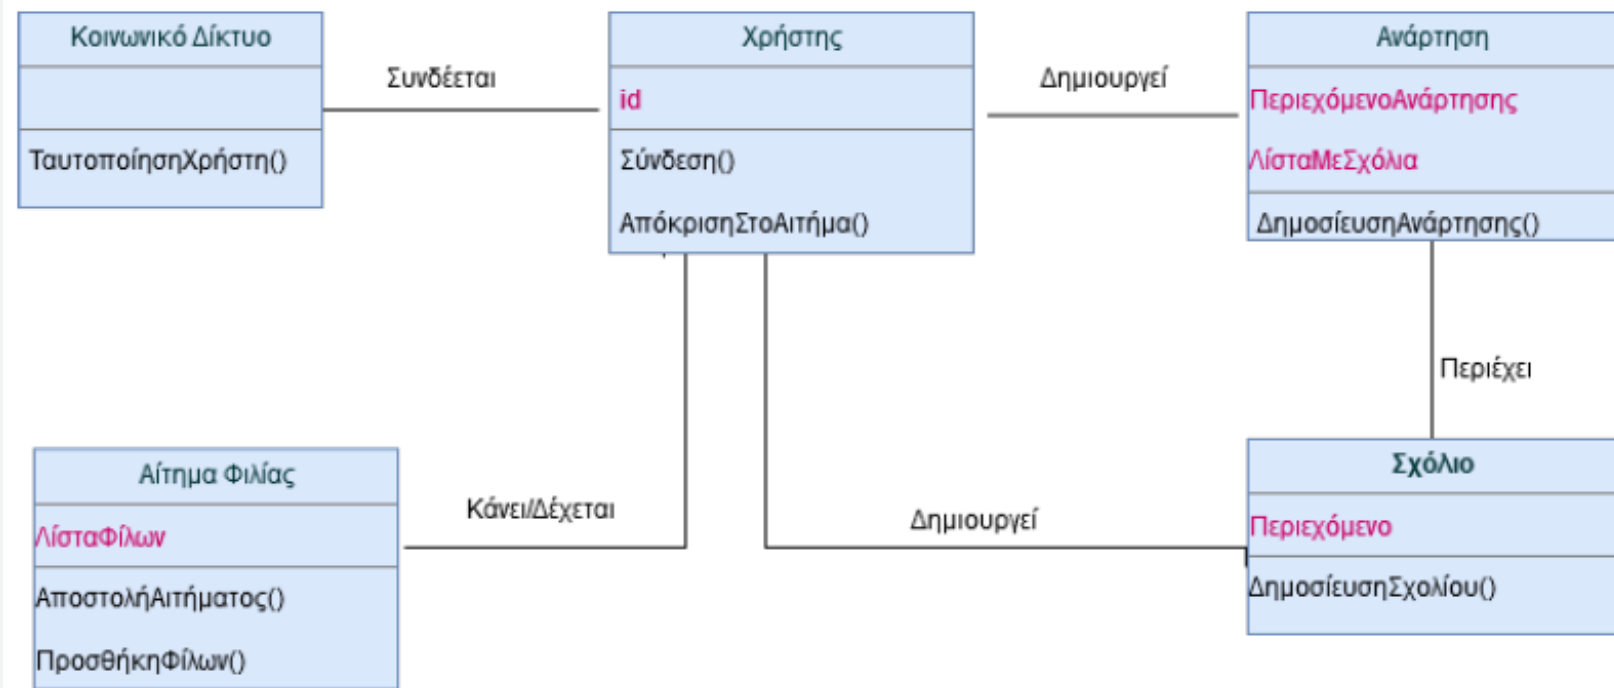 Κοινωνικό Δίκτυο
ΤαυτοποίησηΧρήστη()
Συνδέεται
Χρήστης
id
Σύνδεση()
ΑπόκρισηΣτοΑιτήμα()
Δημιουργεί
Ανάρτηση
ΠεριεχόμενοΑνάρτησης
ΛίσταΜεΣχόλια
ΔημοσίευσηΑνάρτησης()
Περιέχει
Αίτημα Φιλίας
ΛίσταΦίλων
ΑποστολήΑιτήματος()
ΠροσθήκηΦίλων()
Κάνει/Δέχεται
Δημιουργεί
Σχόλιο
Περιεχόμενο
ΔημοσίευσηΣχολίου()